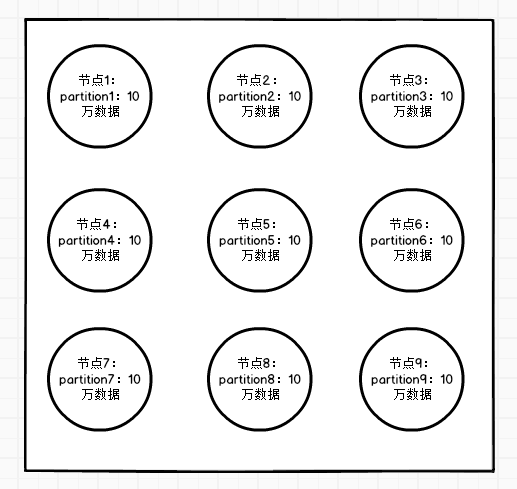 节点1：
partition1：10
万数据
节点2：
partition2：10
万数据
节点3：
partition3：10
万数据
节点4：
partition4：10
万数据
节点5：
partition5：10
万数据
节点6：
partition6：10
万数据
节点7：
partition7：10
万数据
节点8：
partition8：10
万数据
节点9：
partition9：10
万数据